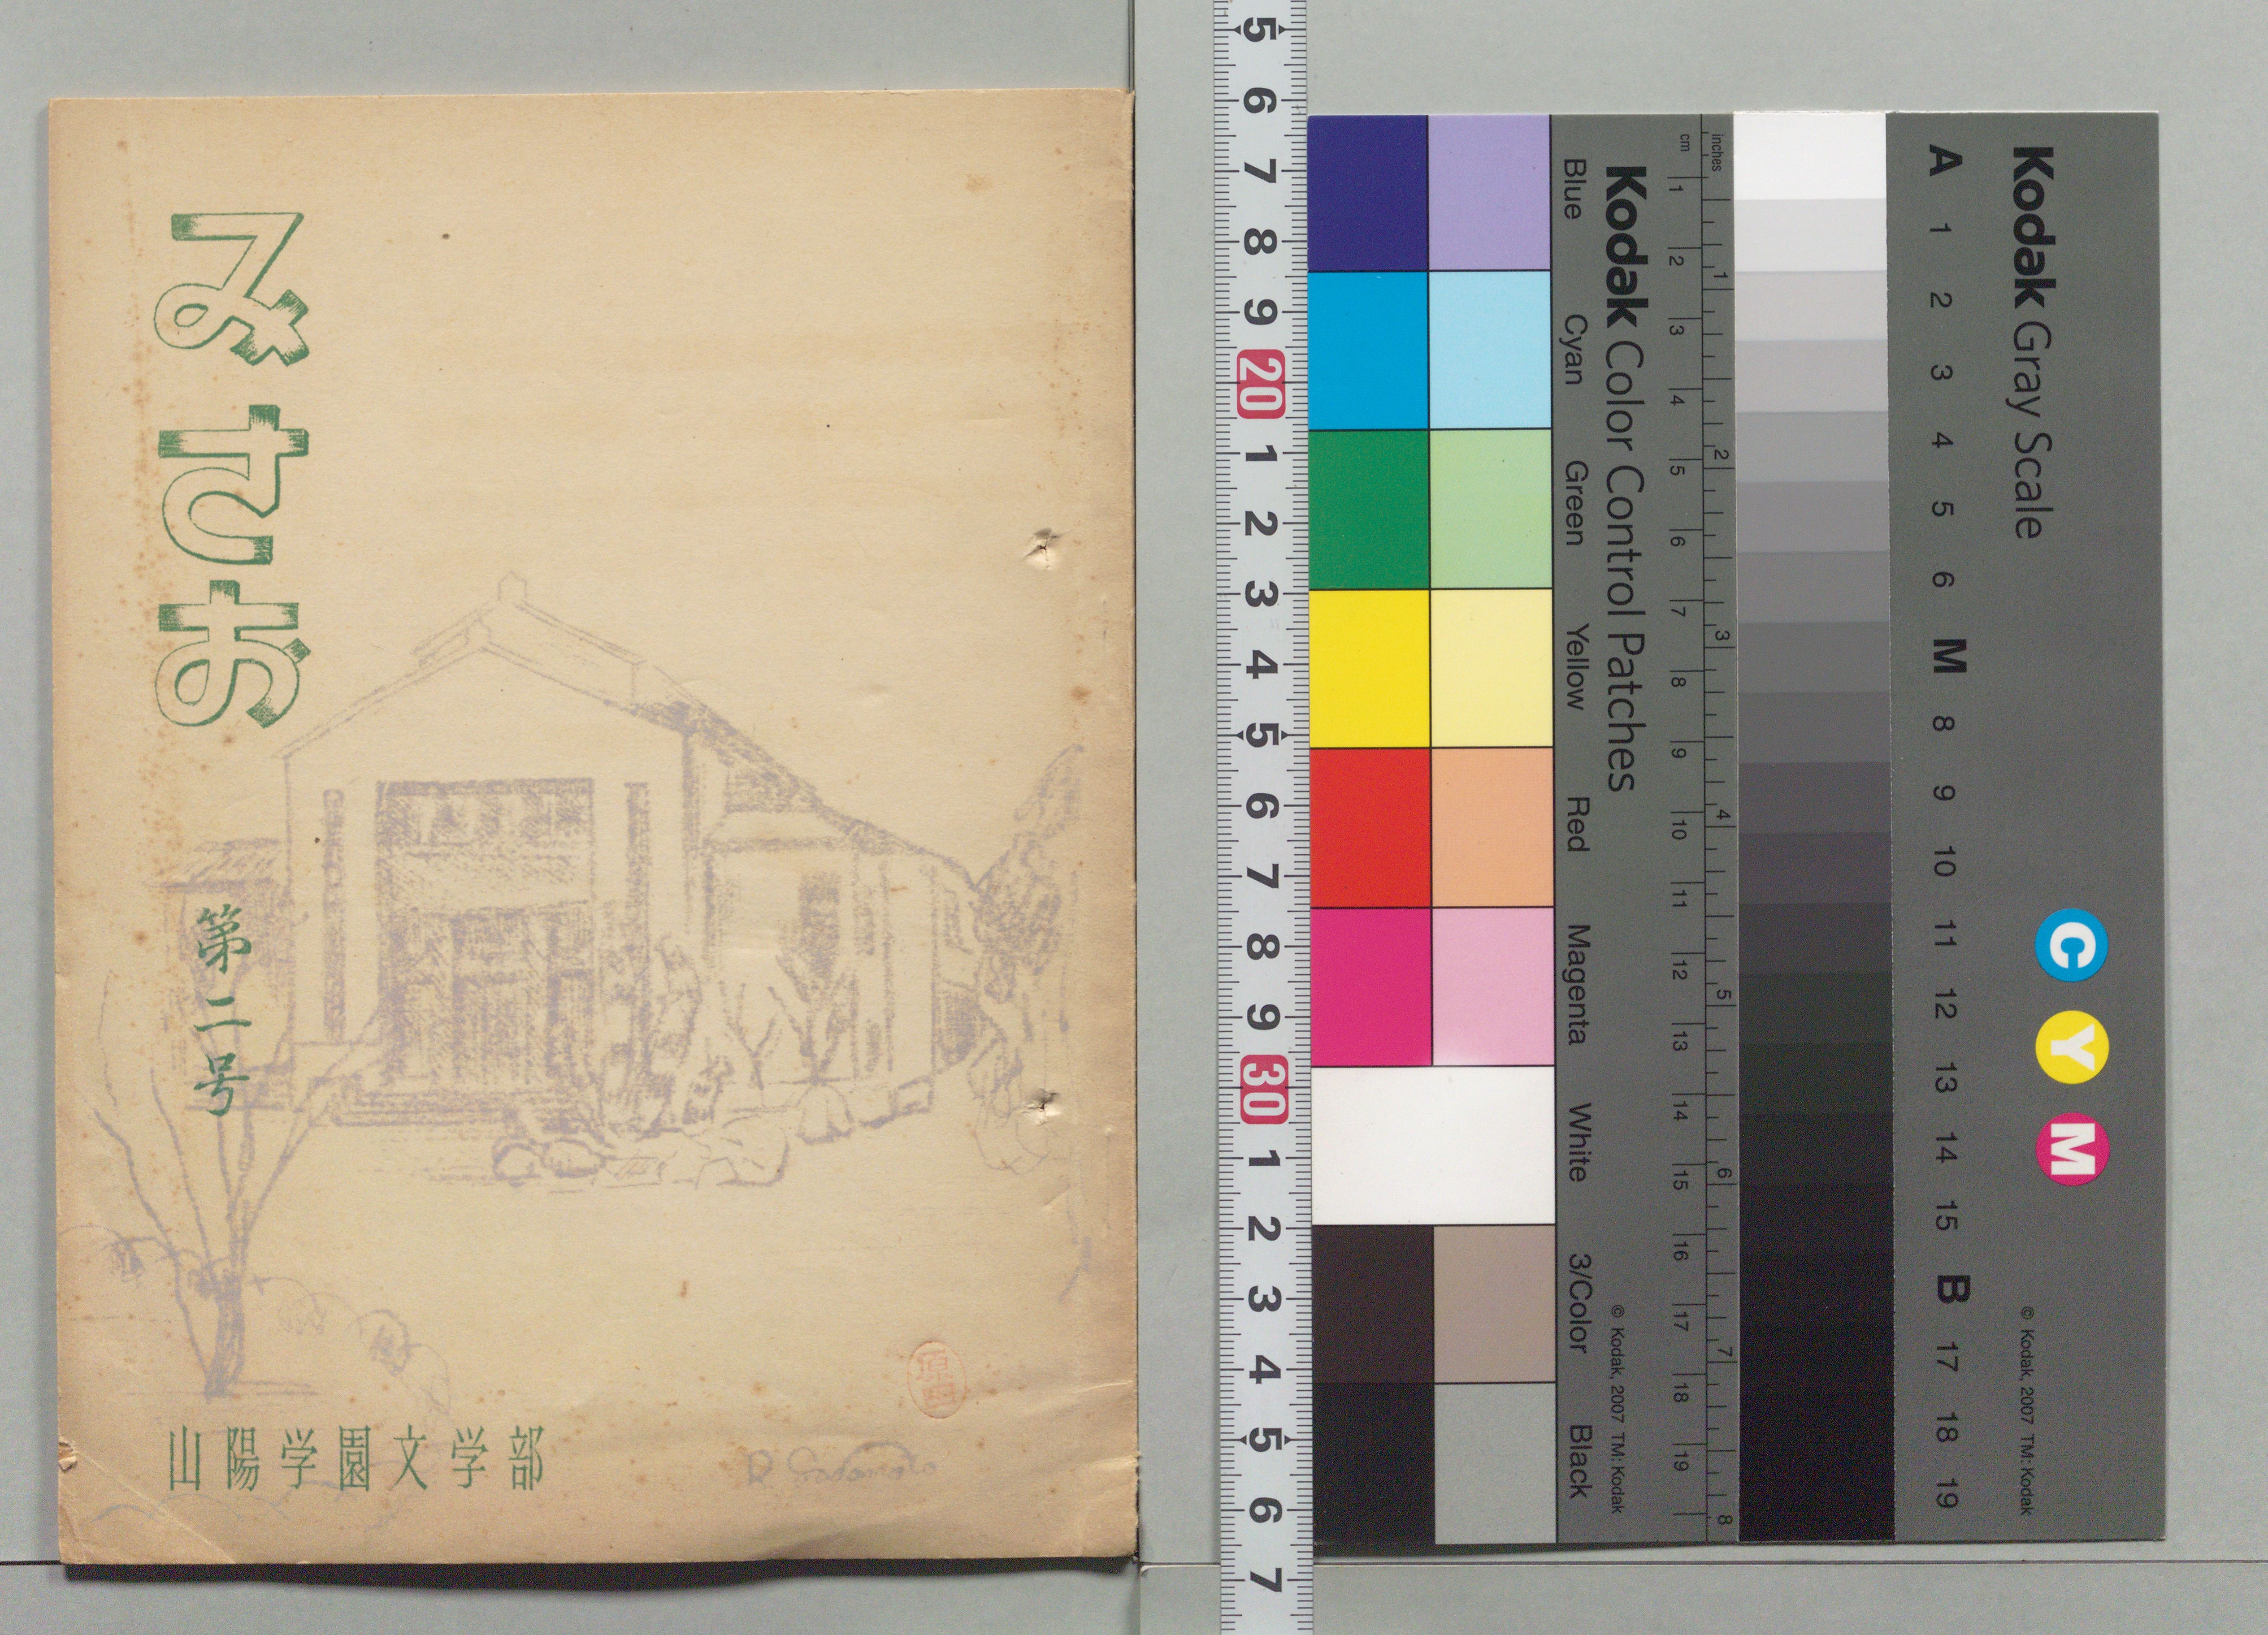 みさお
第二号
山陽学園文学部
5
6
7
8
9
20
1
2
3
4
5
6
7
8
9
30
1
2
3
4
5
6
7
Kodak Color Control Patches
Blue Cyan Green Yellow Red Magenta White 3/Color Black
© Kodak, 2007 TM: Kodak
cm 1 2 3 4 5 6 7 8 9 10 11 12 13 14 15 16 17 18 19
inches 1 2 3 4 5 6 7 8
Kodak Gray Scale
C Y M
© Kodak, 2007 TM: Kodak
A 1 2 3 4 5 6 M 8 9 10 11 12 13 14 15 B 17 18 19